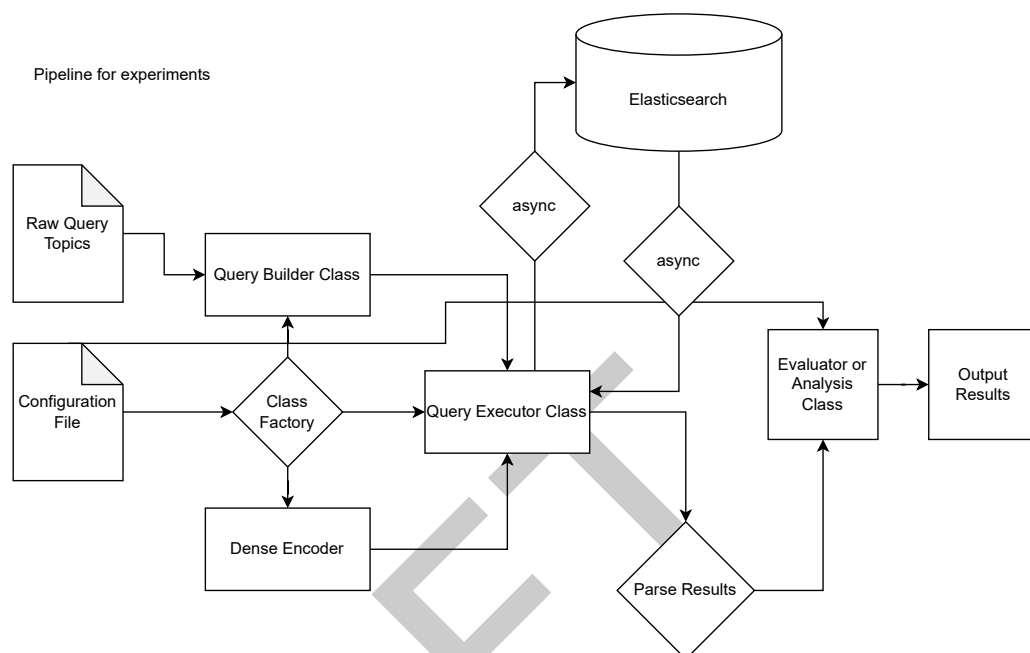 Pipeline for experiments
Elasticsearch
async
async
Raw Query
Topics
Query Builder Class
Configuration
File
Class
Factory
Query Executor Class
Evaluator or
Analysis
Class
Output
Results
Dense Encoder
Parse Results